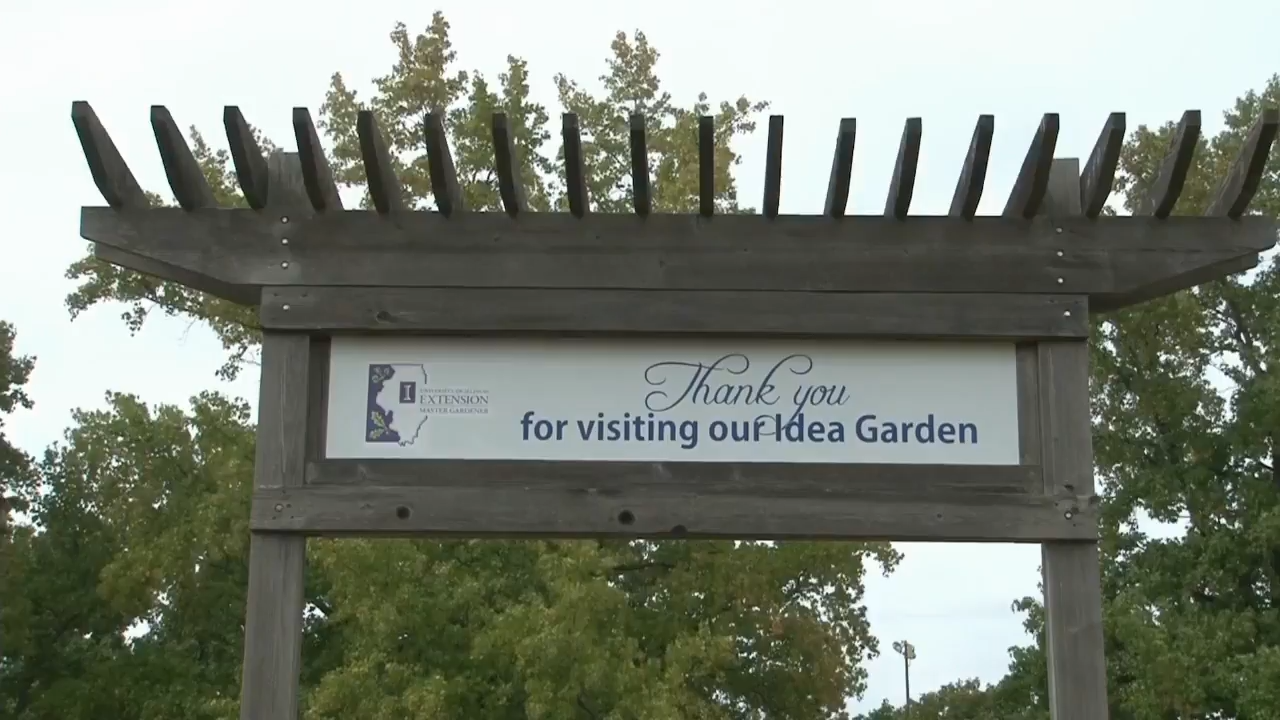 I
UNIVERSITY OF ILLINOIS
EXTENSION
MASTER GARDENER
Thank you
for visiting our Idea Garden